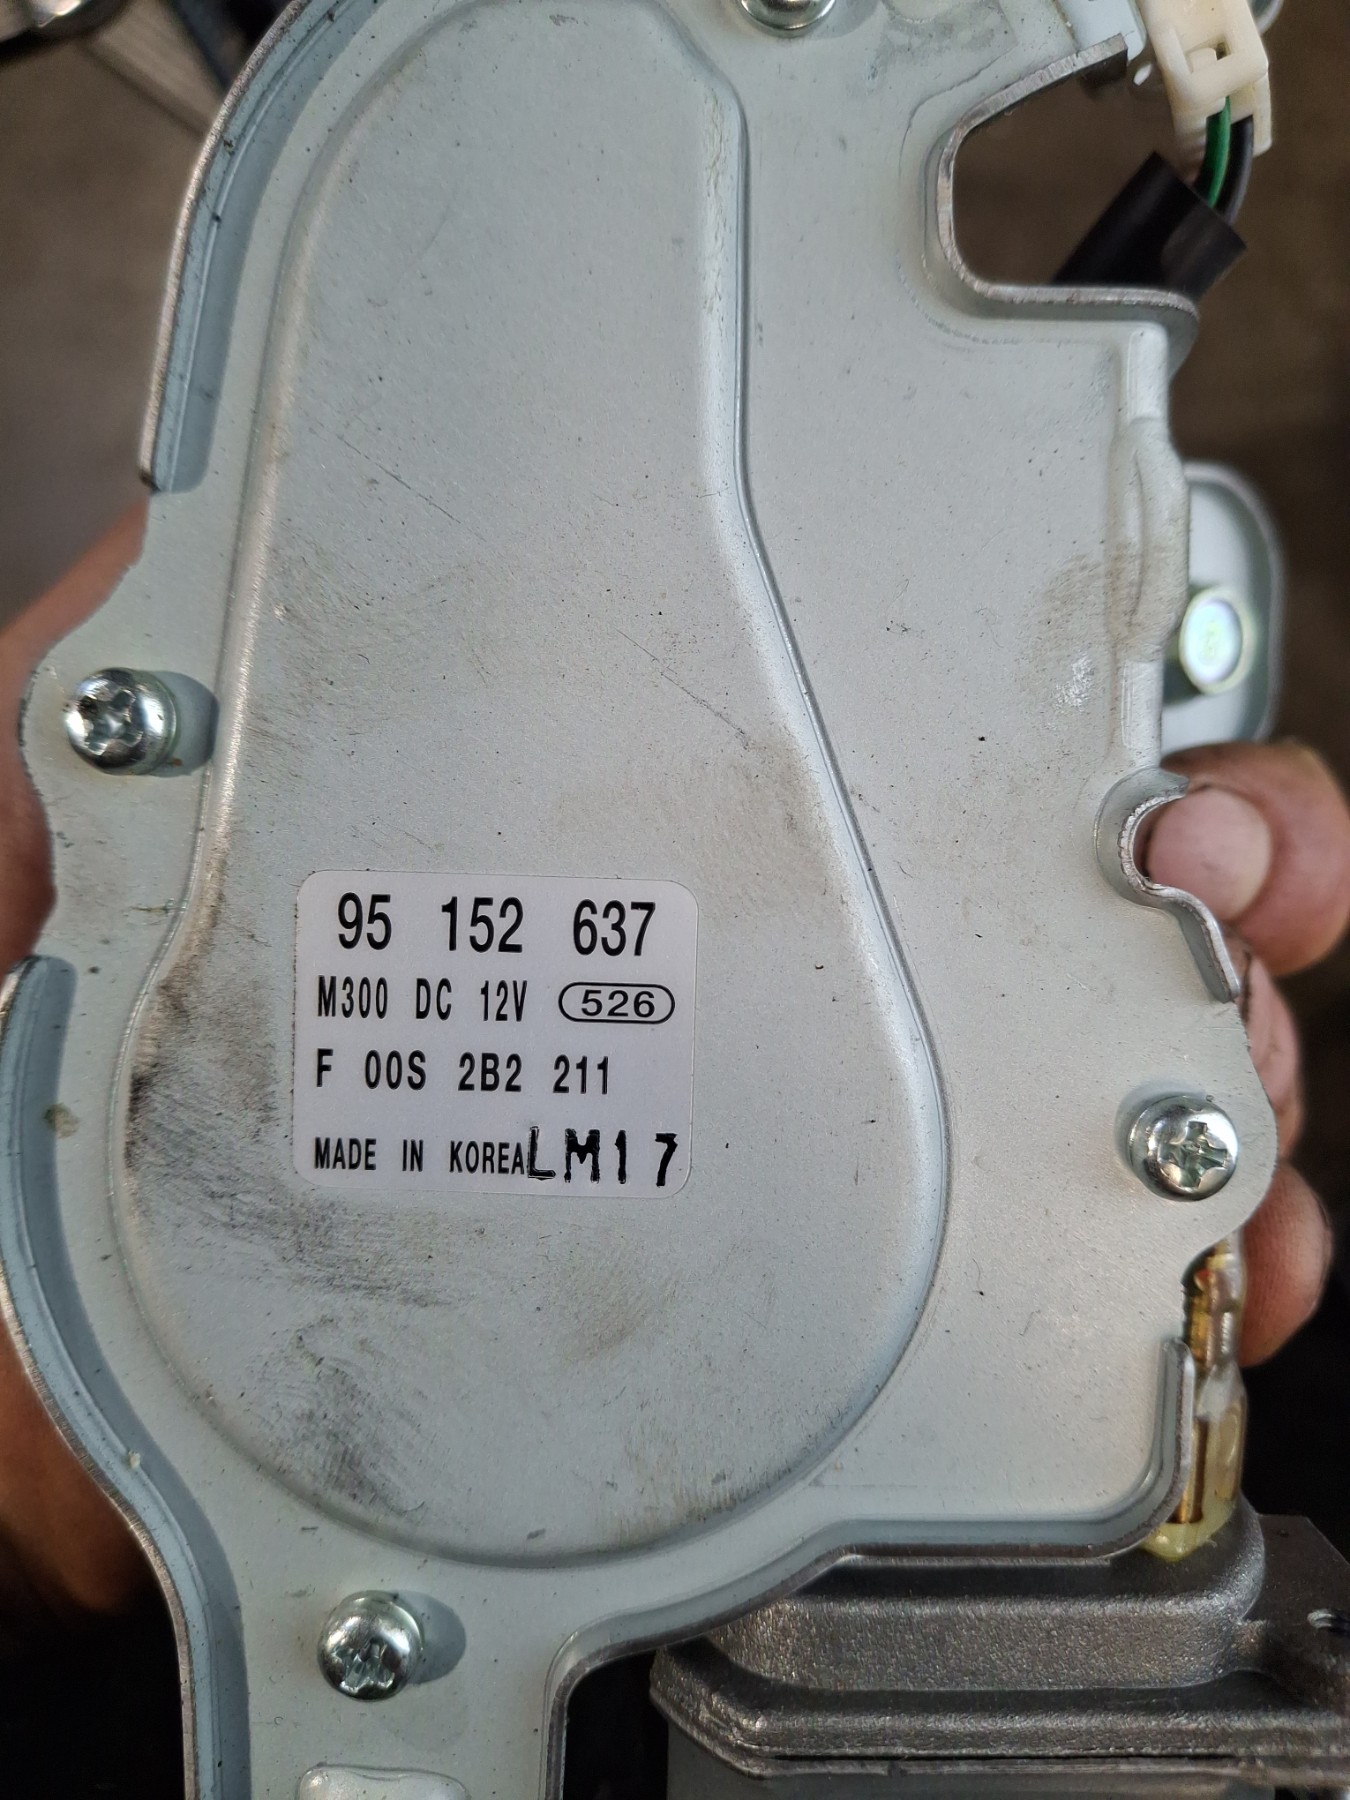 95 152 637
M300 DC 12V 526
F 00S 2B2 211
MADE IN KOREA LM17